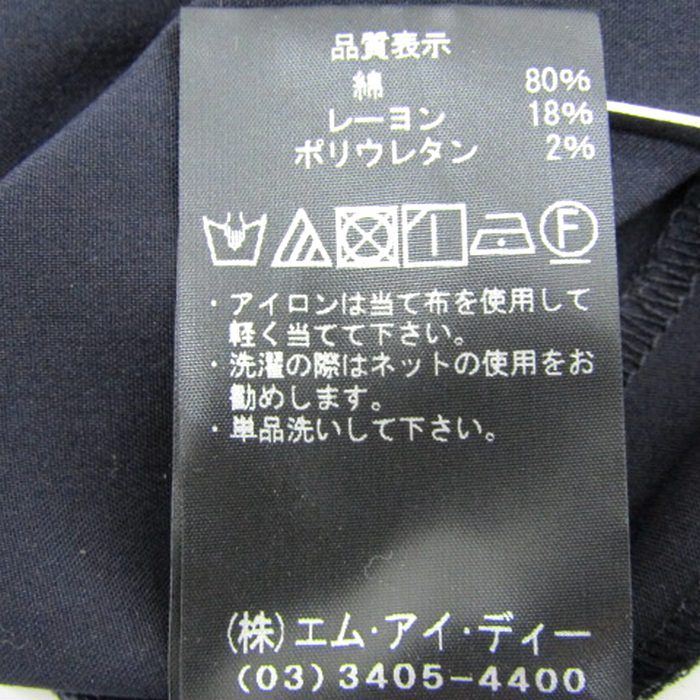 品質表示
綿 80%
レーヨン 18%
ポリウレタン 2%
F
・アイロンは当て布を使用して
軽く当てて下さい。
・洗濯の際はネットの使用をお
勧めします。
・単品洗いして下さい。
(株)エム・アイ・ディー
(03)3405-4400